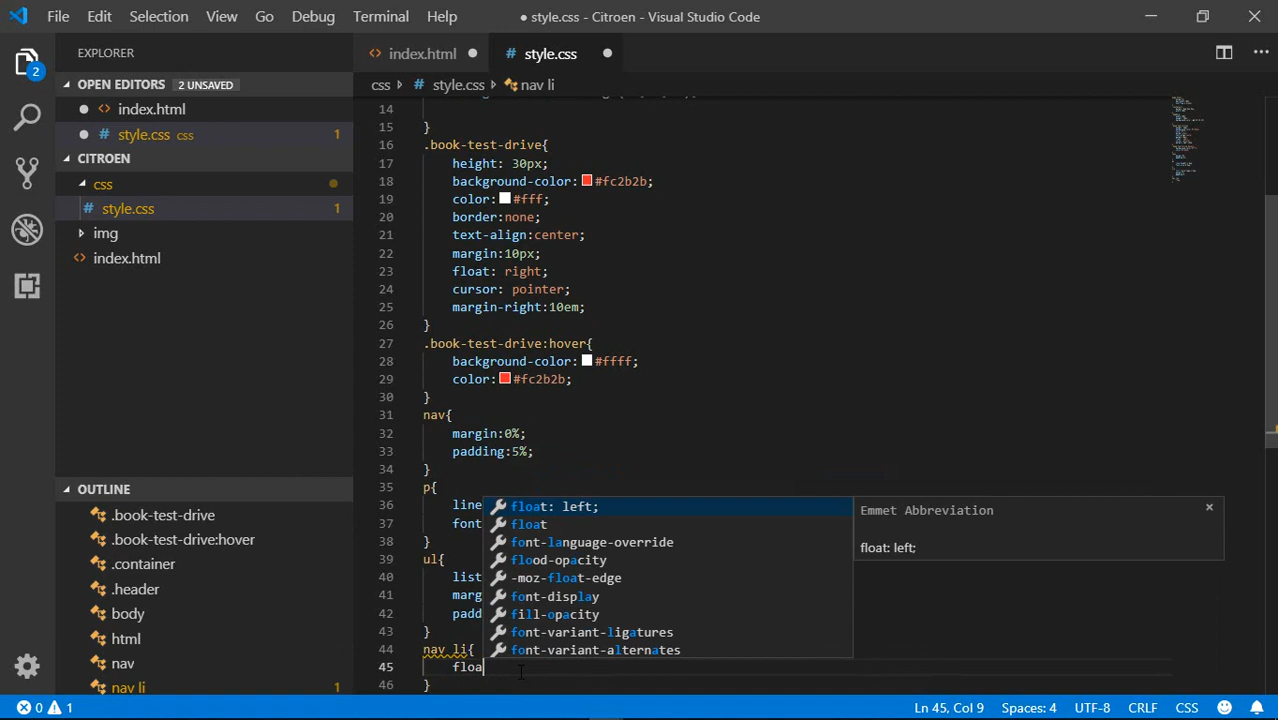 File Edit Selection View Go Debug Terminal Help
● style.css - Citroen - Visual Studio Code
EXPLORER
index.html
style.css
OPEN EDITORS 2 UNSAVED
css
style.css
nav li
index.html
style.css css 1
CITROEN
css
style.css 1
img
index.html
14
15 }
16 .book-test-drive{
17 height: 30px;
18 background-color: #fc2b2b;
19 color: #fff;
20 border:none;
21 text-align:center;
22 margin:10px;
23 float: right;
24 cursor: pointer;
25 margin-right:10em;
26 }
27 .book-test-drive:hover{
28 background-color: #ffff;
29 color: #fc2b2b;
30 }
31 nav{
32 margin:0%;
33 padding:5%;
34 }
35 p{
36 line
37 font
38 }
39 ul{
40 list
41 marg
42 padd
43 }
44 nav li{
45 floa
46 }
float: left;
float
font-language-override
flood-opacity
-moz-float-edge
font-display
fill-opacity
font-variant-ligatures
font-variant-alternates
Emmet Abbreviation ×
float: left;
OUTLINE
.book-test-drive
.book-test-drive:hover
.container
.header
body
html
nav
nav li 1
2
0 1
Ln 45, Col 9 Spaces: 4 UTF-8 CRLF CSS